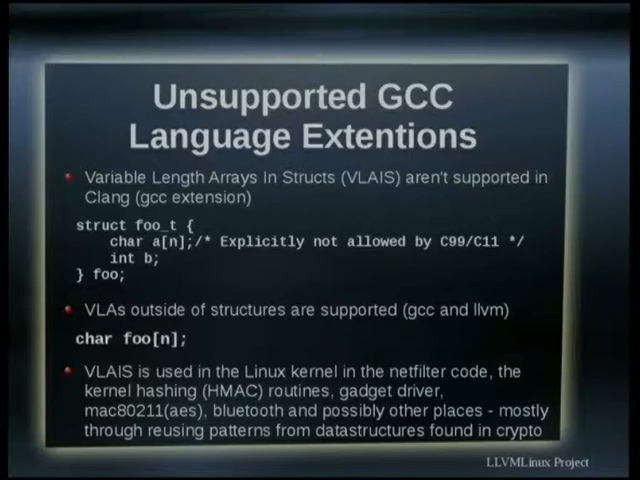 Unsupported GCC
Language Extentions
Variable Length Arrays In Structs (VLAIS) aren't supported in
Clang (gcc extension)
struct foo_t {
    char a[n];/* Explicitly not allowed by C99/C11 */
    int b;
} foo;
VLAs outside of structures are supported (gcc and llvm)
char foo[n];
VLAIS is used in the Linux kernel in the netfilter code, the
kernel hashing (HMAC) routines, gadget driver,
mac80211(aes), bluetooth and possibly other places - mostly
through reusing patterns from datastructures found in crypto
LLVMLinux Project